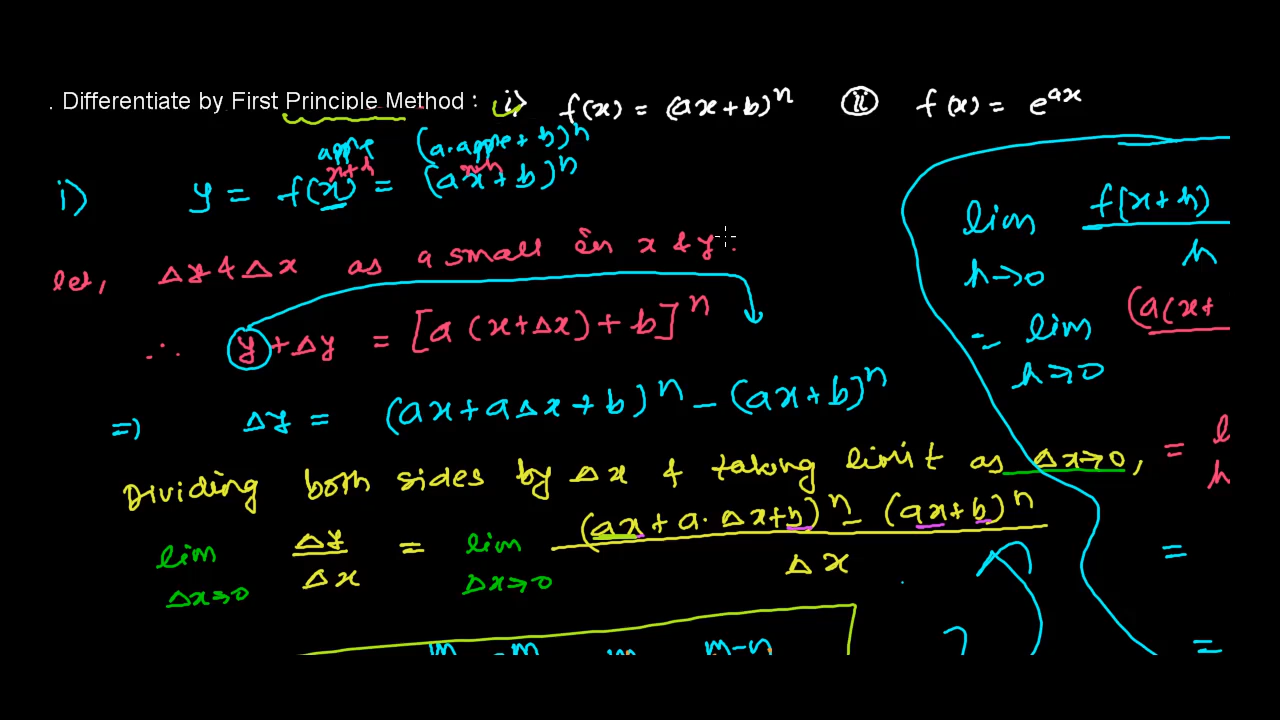 . Differentiate by First Principle Method : i) f(x) = (ax+b)^n (ii) f(x) = e^{ax}
apple (a.apple+b)^n
x+h x+h
i) y = f(x) = (ax+b)^n
let, Δy & Δx as a small in x & y.
∴ y+Δy = [a(x+Δx)+b]^n
=> Δy = (ax+aΔx+b)^n - (ax+b)^n
Dividing both sides by Δx & taking limit as Δx→0,
lim Δx→0 Δy/Δx = lim Δx→0 ((ax+a.Δx+b)^n - (ax+b)^n)/Δx
m m m m-n
lim h→0 f(x+h) / h
= lim h→0 (a(x+
= l h
=
=